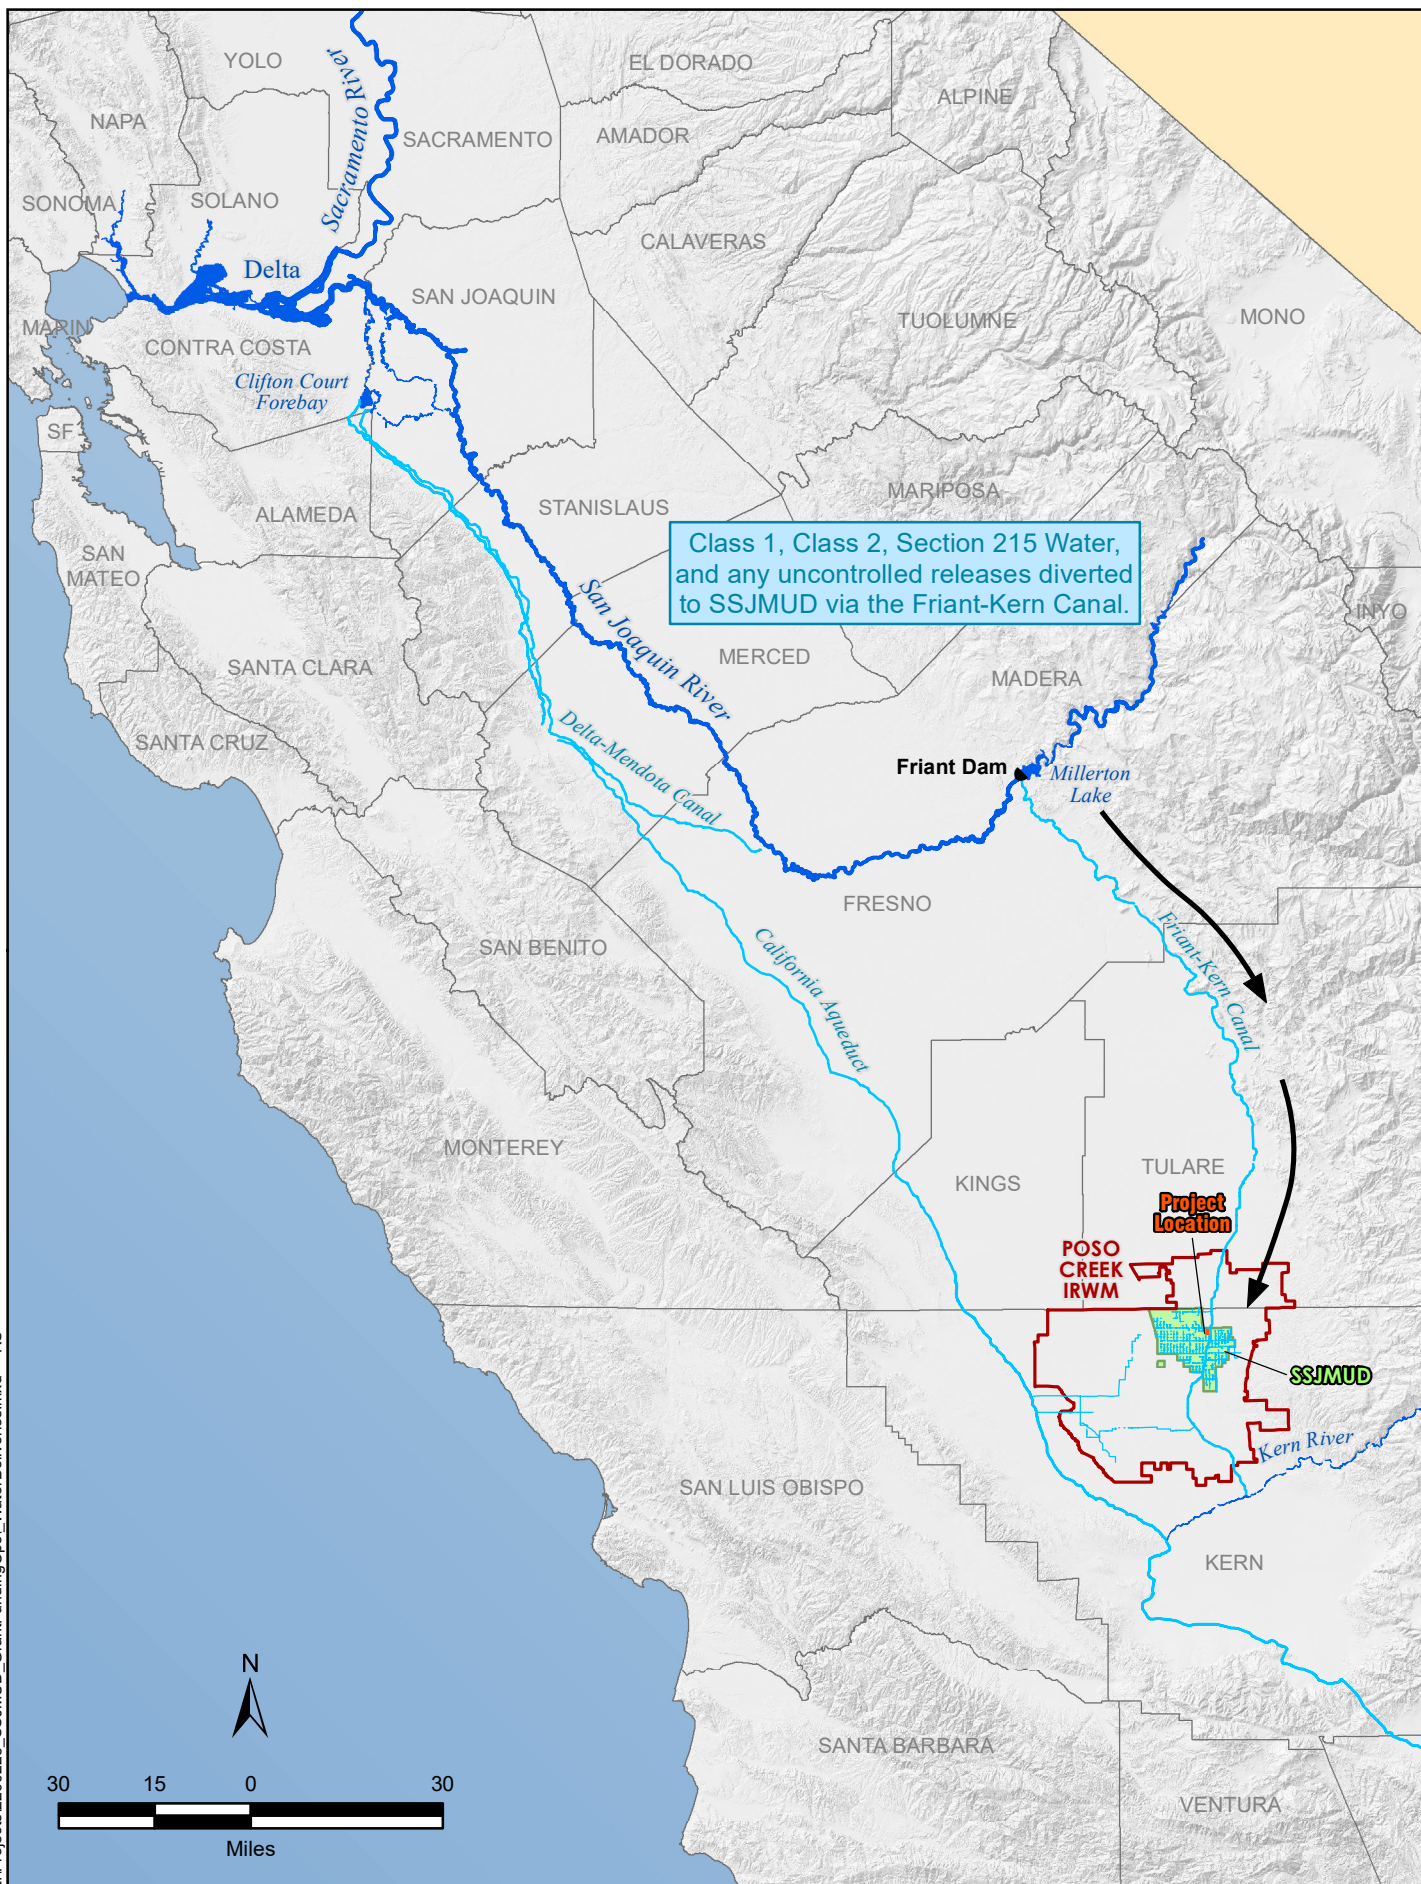 YOLO
EL DORADO
ALPINE
NAPA
Sacramento River
SACRAMENTO
AMADOR
SONOMA
SOLANO
CALAVERAS
Delta
SAN JOAQUIN
MARIN
CONTRA COSTA
TUOLUMNE
MONO
Clifton Court
Forebay
SF
ALAMEDA
STANISLAUS
MARIPOSA
Class 1, Class 2, Section 215 Water,
and any uncontrolled releases diverted
to SSJMUD via the Friant-Kern Canal.
SAN
MATEO
INYO
San Joaquin River
SANTA CLARA
MERCED
MADERA
SANTA CRUZ
Delta-Mendota Canal
Friant Dam
Millerton
Lake
FRESNO
SAN BENITO
California Aqueduct
Friant-Kern Canal
MONTEREY
KINGS
TULARE
Project
Location
POSO
CREEK
IRWM
SSJMUD
Kern River
SAN LUIS OBISPO
KERN
N
SANTA BARBARA
VENTURA
30 15 0 30
Miles